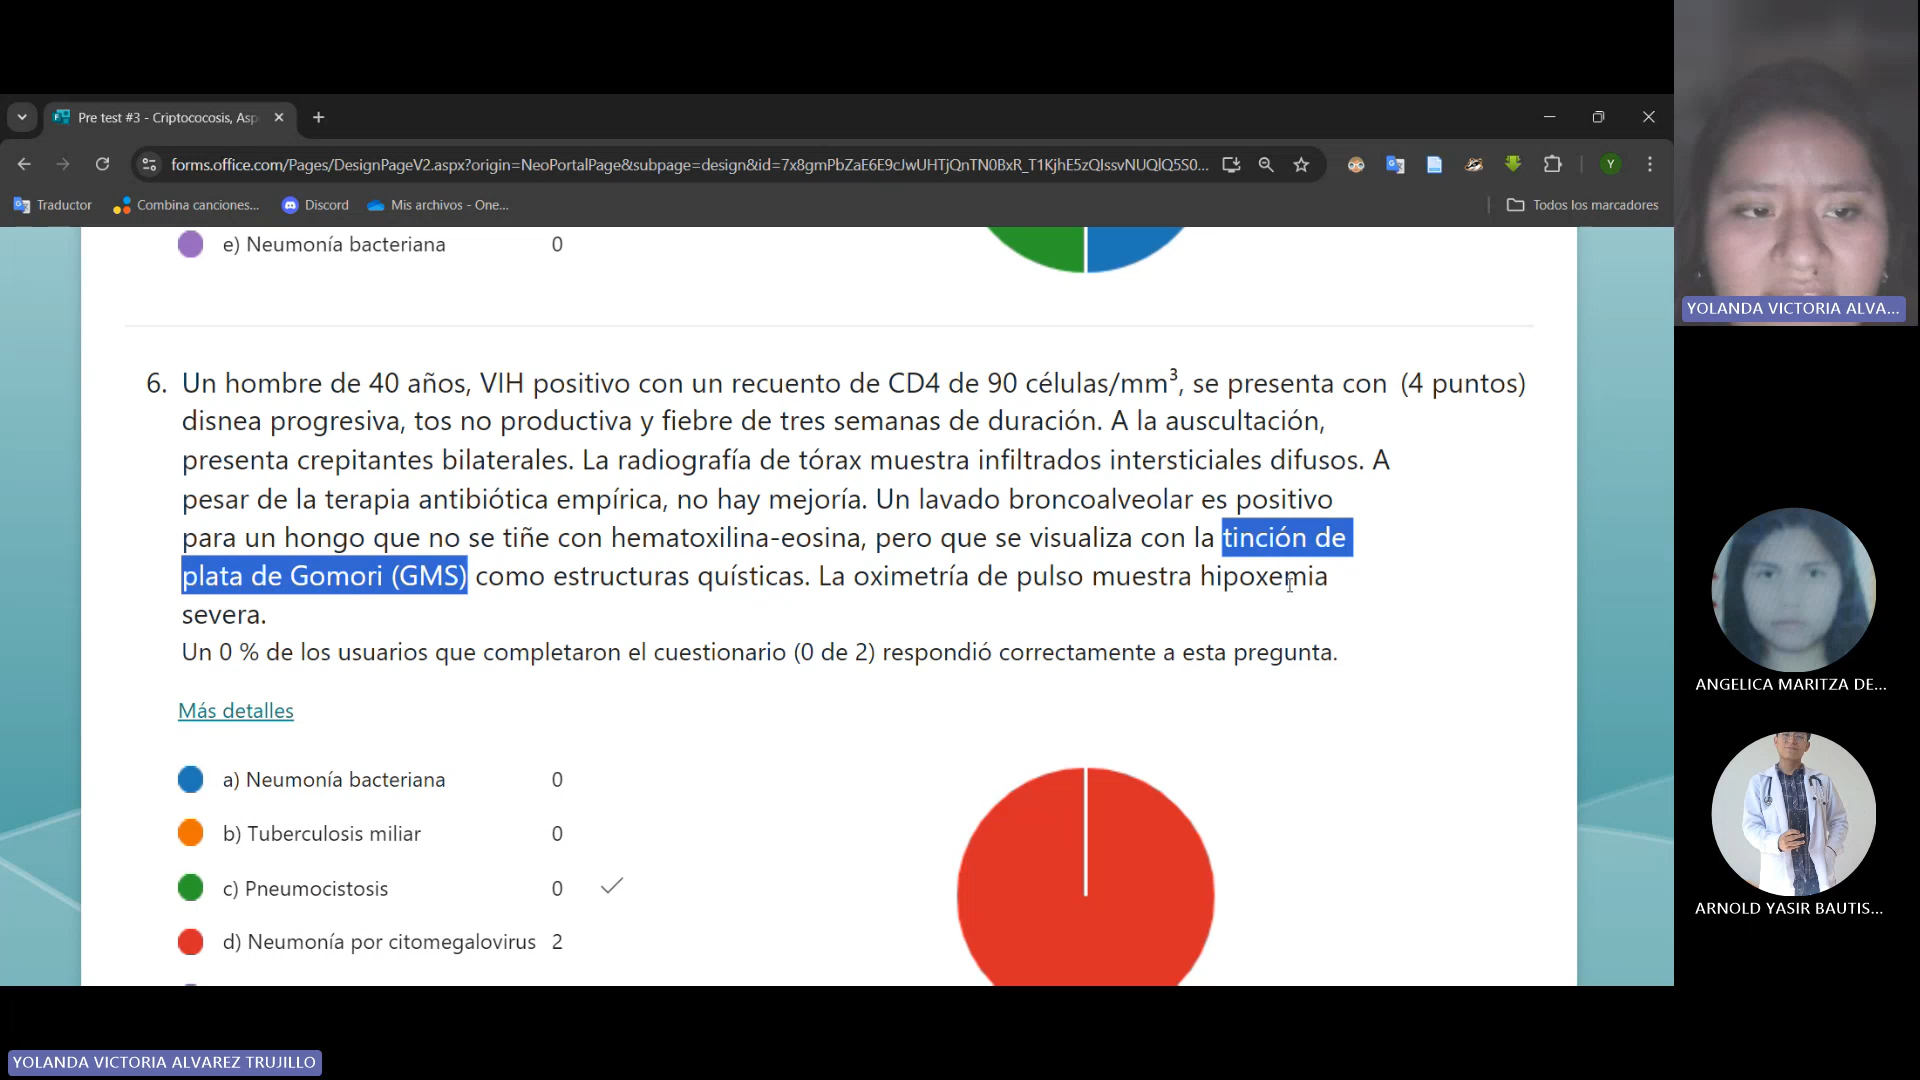 Pre test #3 - Criptococosis, Asp
forms.office.com/Pages/DesignPageV2.aspx?origin=NeoPortalPage&subpage=design&id=7x8gmPbZaE6E9cJwUHTjQnTN0BxR_T1KjhE5zQIssvNUQlQ5S0...
Y
Traductor
Combina canciones...
Discord
Mis archivos - One...
Todos los marcadores
e) Neumonía bacteriana 0
6. Un hombre de 40 años, VIH positivo con un recuento de CD4 de 90 células/mm³, se presenta con (4 puntos)
disnea progresiva, tos no productiva y fiebre de tres semanas de duración. A la auscultación,
presenta crepitantes bilaterales. La radiografía de tórax muestra infiltrados intersticiales difusos. A
pesar de la terapia antibiótica empírica, no hay mejoría. Un lavado broncoalveolar es positivo
para un hongo que no se tiñe con hematoxilina-eosina, pero que se visualiza con la tinción de
plata de Gomori (GMS) como estructuras quísticas. La oximetría de pulso muestra hipoxemia
severa.
Un 0 % de los usuarios que completaron el cuestionario (0 de 2) respondió correctamente a esta pregunta.
Más detalles
a) Neumonía bacteriana 0
b) Tuberculosis miliar 0
c) Pneumocistosis 0
d) Neumonía por citomegalovirus 2
YOLANDA VICTORIA ALVA...
ANGELICA MARITZA DE...
ARNOLD YASIR BAUTIS...
YOLANDA VICTORIA ALVAREZ TRUJILLO